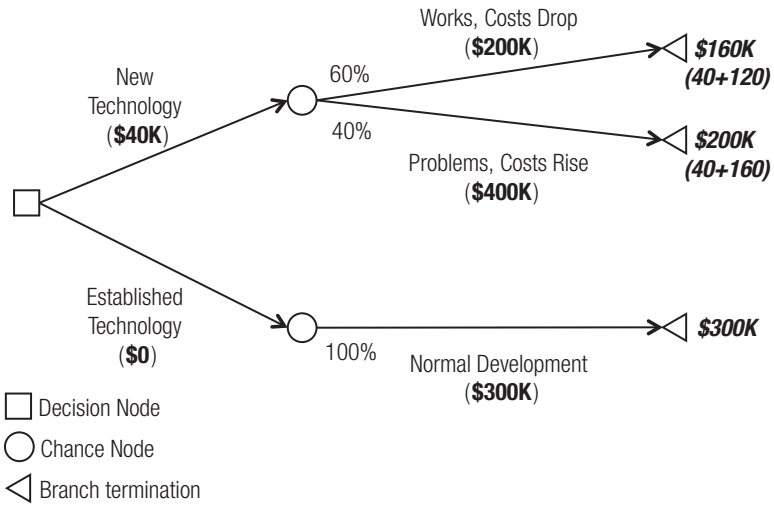 Works, Costs Drop
($200K)
$160K
(40+120)
New
Technology
($40K)
60%
40%
$200K
(40+160)
Problems, Costs Rise
($400K)
Established
Technology
($0)
100%
$300K
Normal Development
($300K)
Decision Node
Chance Node
Branch termination